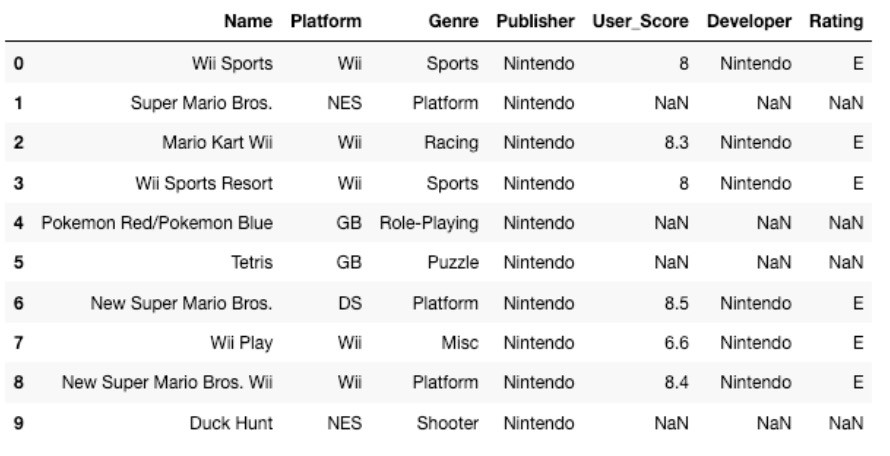 Name Platform Genre Publisher User_Score Developer Rating
0 Wii Sports Wii Sports Nintendo 8 Nintendo E
1 Super Mario Bros. NES Platform Nintendo NaN NaN NaN
2 Mario Kart Wii Wii Racing Nintendo 8.3 Nintendo E
3 Wii Sports Resort Wii Sports Nintendo 8 Nintendo E
4 Pokemon Red/Pokemon Blue GB Role-Playing Nintendo NaN NaN NaN
5 Tetris GB Puzzle Nintendo NaN NaN NaN
6 New Super Mario Bros. DS Platform Nintendo 8.5 Nintendo E
7 Wii Play Wii Misc Nintendo 6.6 Nintendo E
8 New Super Mario Bros. Wii Wii Platform Nintendo 8.4 Nintendo E
9 Duck Hunt NES Shooter Nintendo NaN NaN NaN